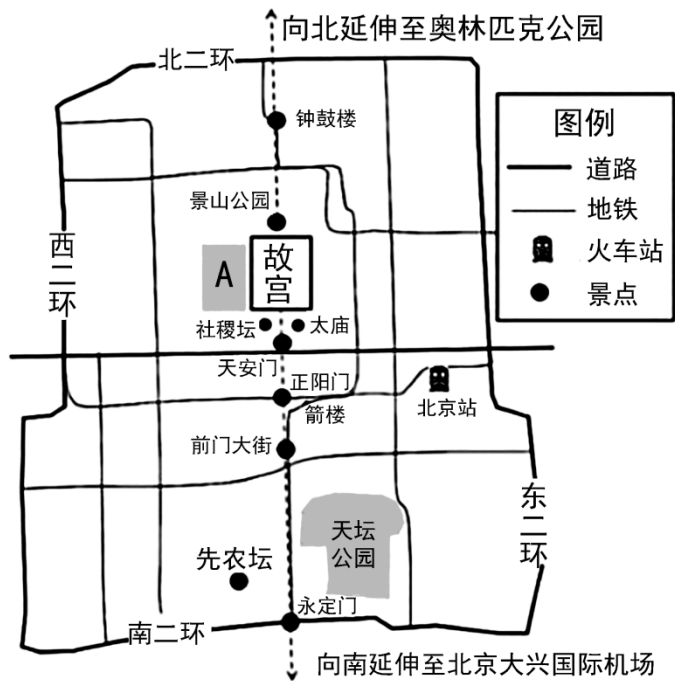 向北延伸至奥林匹克公园
北二环
钟鼓楼
图例
道路
地铁
火车站
景点
景山公园
西二环
A
故宫
社稷坛
太庙
天安门
正阳门
箭楼
北京站
前门大街
东二环
天坛
公园
先农坛
永定门
南二环
向南延伸至北京大兴国际机场